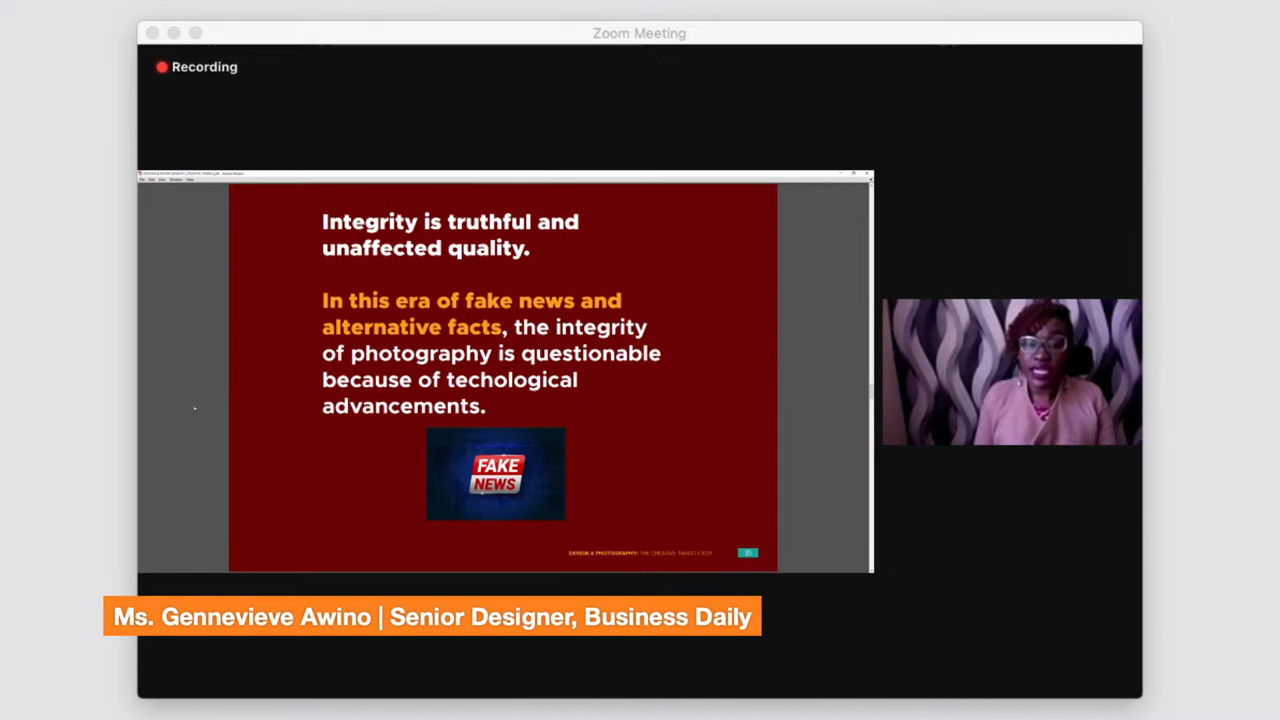 Zoom Meeting
Recording
Integrity is truthful and
unaffected quality.
In this era of fake news and
alternative facts, the integrity
of photography is questionable
because of techological
advancements.
FAKE
NEWS
DESIGN & PHOTOGRAPHY: THE CREATIVE TANGO | 2021
Ms. Gennevieve Awino | Senior Designer, Business Daily